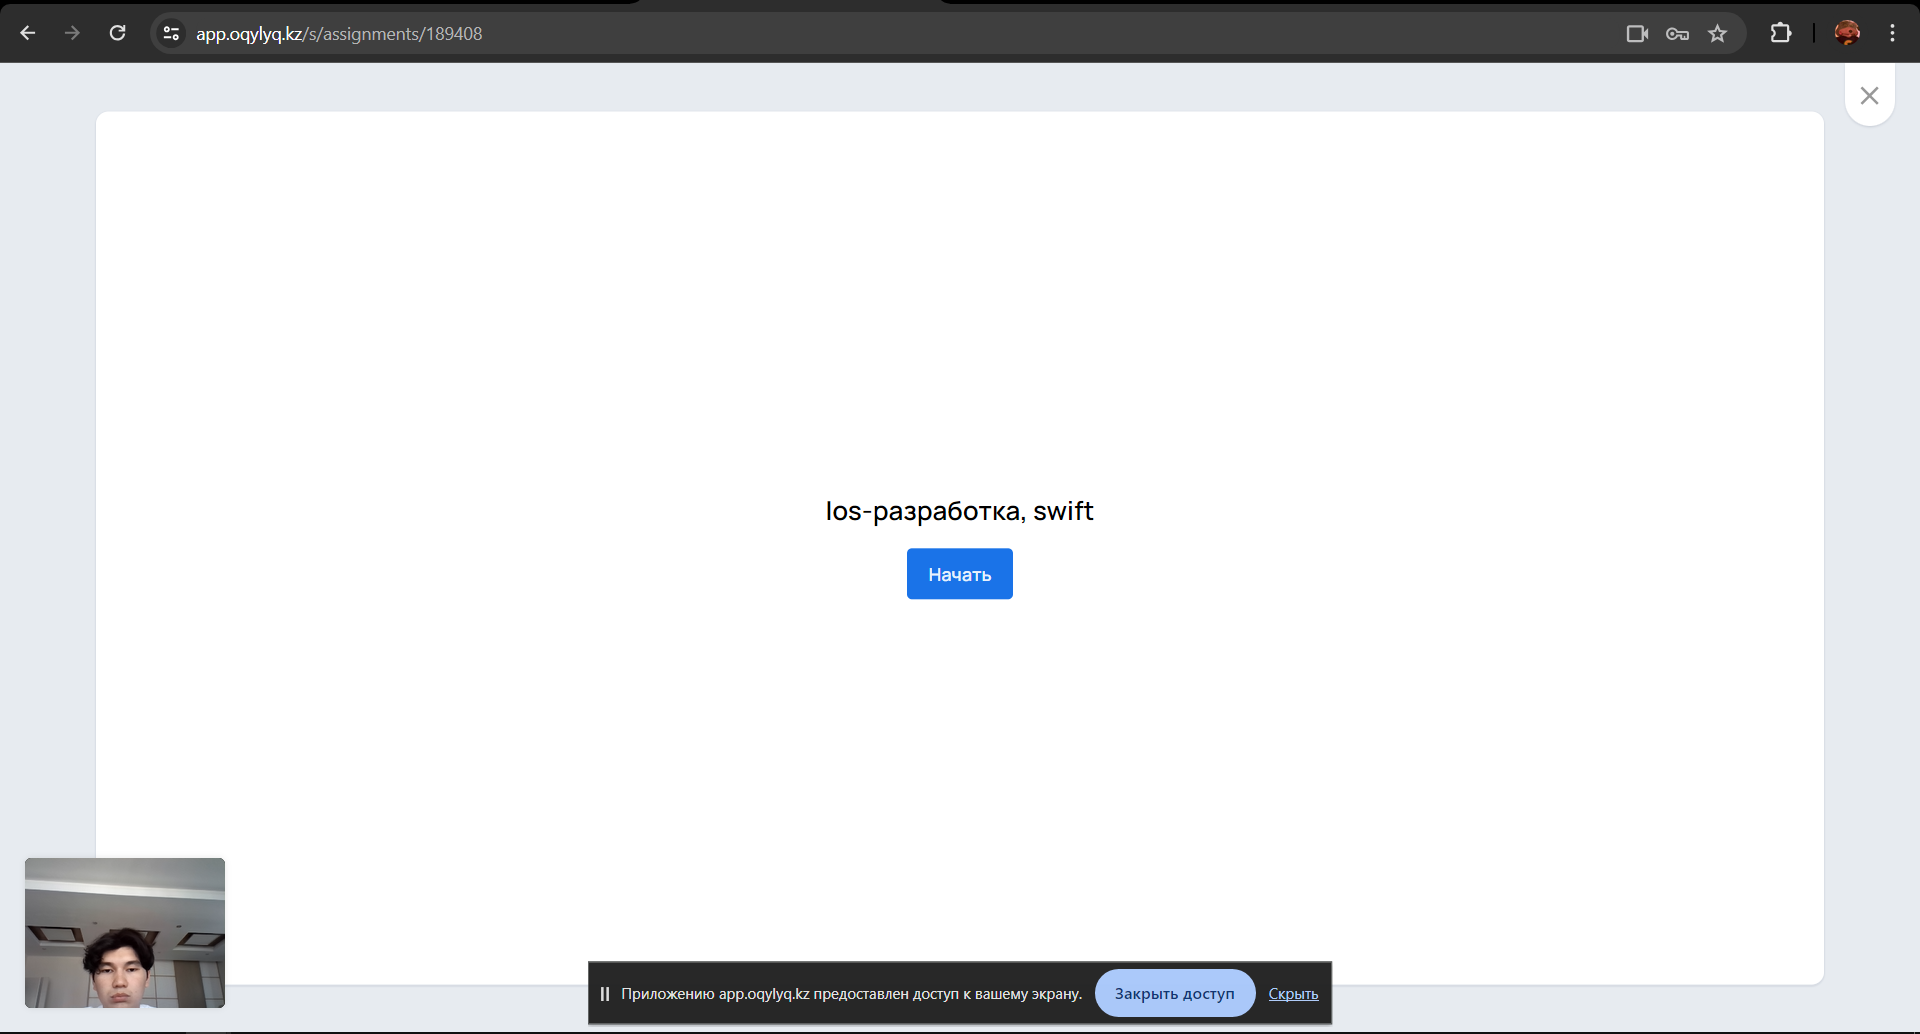 app.oqylyq.kz/s/assignments/189408
Ios-разработка, swift
Начать
Приложению app.oqylyq.kz предоставлен доступ к вашему экрану.
Закрыть доступ
Скрыть